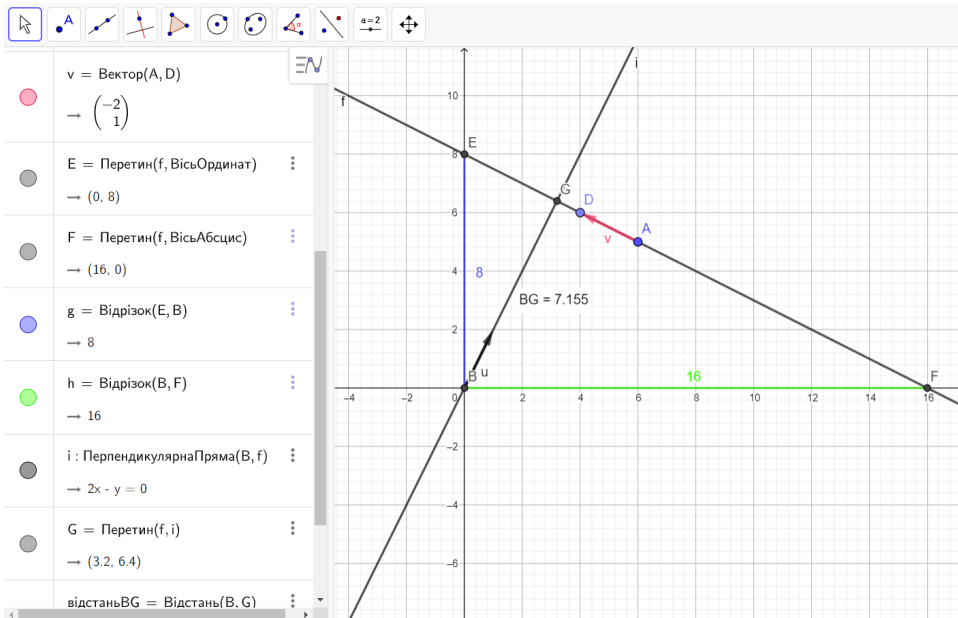 A
a=2
v = Вектор(A, D)
→ (−2
1)
E = Перетин(f, ВісьОрдинат)
→ (0, 8)
F = Перетин(f, ВісьАбсцис)
→ (16, 0)
g = Відрізок(E, B)
→ 8
h = Відрізок(B, F)
→ 16
i : ПерпендикулярнаПряма(B, f)
→ 2x - y = 0
G = Перетин(f, i)
→ (3.2, 6.4)
відстаньBG = Відстань(B, G)
i
f
10
E
8
G
D
6
A
v
4
8
BG = 7.155
2
B
u
16
F
−4
−2
0
2
4
6
8
10
12
14
16
−2
−4
−6